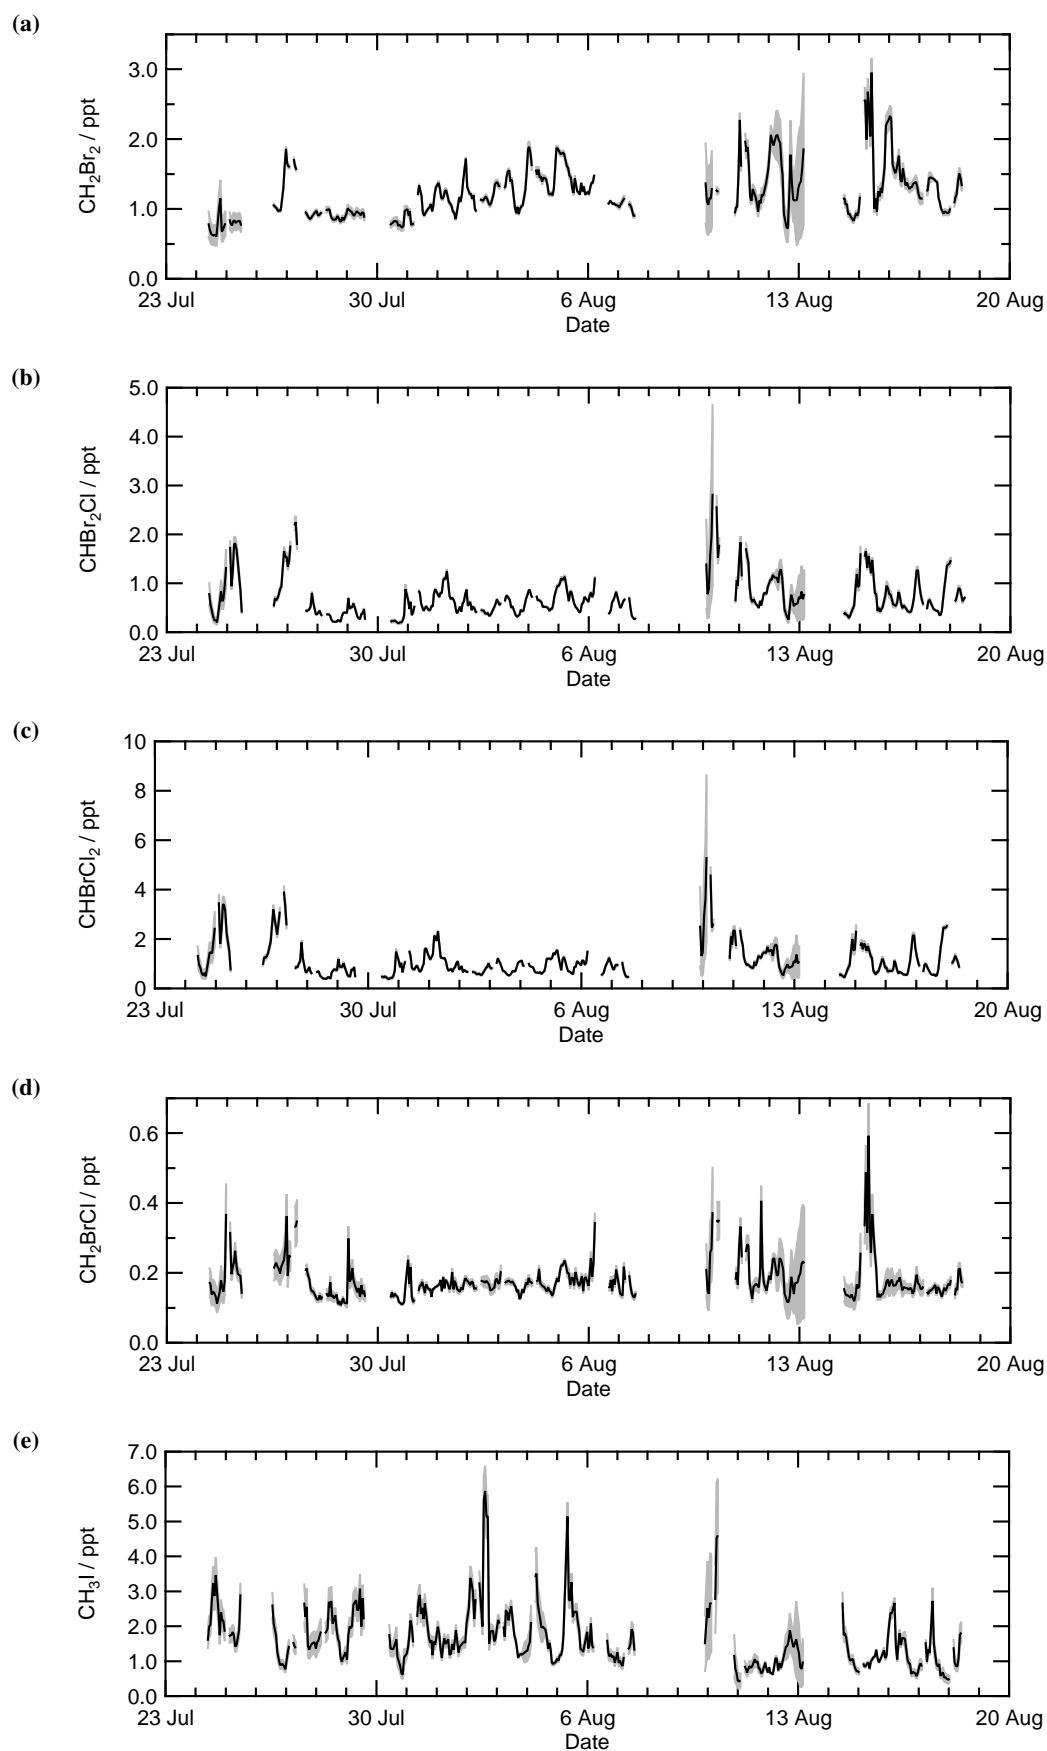 (a)
CH₂Br₂ / ppt
3.0
2.0
1.0
0.0
23 Jul 30 Jul 6 Aug 13 Aug 20 Aug
Date
(b)
CHBr₂Cl / ppt
5.0
4.0
3.0
2.0
1.0
0.0
23 Jul 30 Jul 6 Aug 13 Aug 20 Aug
Date
(c)
CHBrCl₂ / ppt
10
8
6
4
2
0
23 Jul 30 Jul 6 Aug 13 Aug 20 Aug
Date
(d)
CH₂BrCl / ppt
0.6
0.4
0.2
0.0
23 Jul 30 Jul 6 Aug 13 Aug 20 Aug
Date
(e)
CH₃I / ppt
7.0
6.0
5.0
4.0
3.0
2.0
1.0
0.0
23 Jul 30 Jul 6 Aug 13 Aug 20 Aug
Date